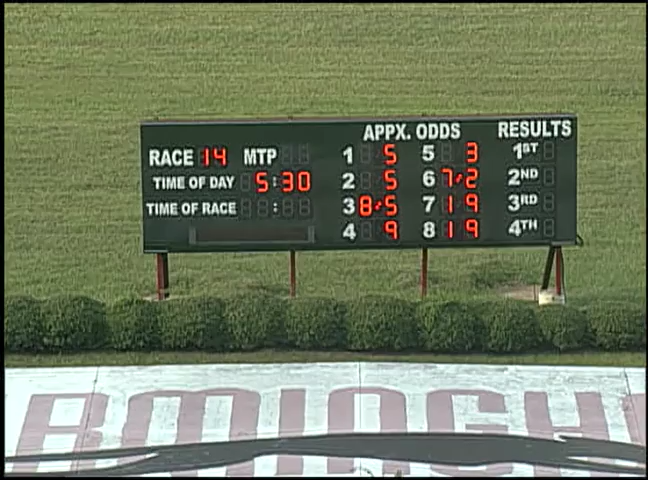 APPX. ODDS RESULTS
RACE 14 MTP 1 5 5 3 1ST
TIME OF DAY 5:30 2 5 6 7-2 2ND
TIME OF RACE : 3 8-5 7 19 3RD
4 9 8 19 4TH
RMINGH